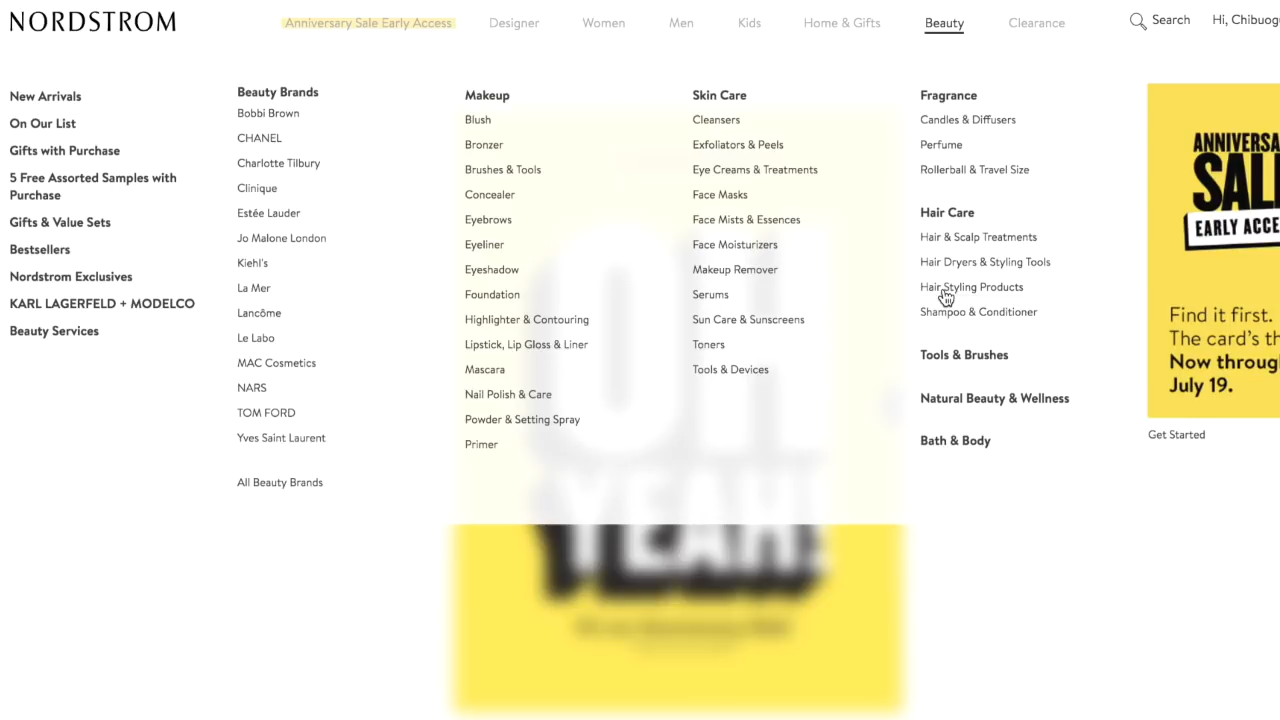 NORDSTROM
Anniversary Sale Early Access
Designer
Women
Men
Kids
Home & Gifts
Beauty
Clearance
Search
Hi,
New Arrivals
On Our List
Gifts with Purchase
5 Free Assorted Samples with
Purchase
Gifts & Value Sets
Bestsellers
Nordstrom Exclusives
KARL LAGERFELD + MODELCO
Beauty Services
Beauty Brands
Bobbi Brown
CHANEL
Charlotte Tilbury
Clinique
Estée Lauder
Jo Malone London
Kiehl's
La Mer
Lancôme
Le Labo
MAC Cosmetics
NARS
TOM FORD
Yves Saint Laurent
All Beauty Brands
Makeup
Blush
Bronzer
Brushes & Tools
Concealer
Eyebrows
Eyeliner
Eyeshadow
Foundation
Highlighter & Contouring
Lipstick, Lip Gloss & Liner
Mascara
Nail Polish & Care
Powder & Setting Spray
Primer
Skin Care
Cleansers
Exfoliators & Peels
Eye Creams & Treatments
Face Masks
Face Mists & Essences
Face Moisturizers
Makeup Remover
Serums
Sun Care & Sunscreens
Toners
Tools & Devices
Fragrance
Candles & Diffusers
Perfume
Rollerball & Travel Size
Hair Care
Hair & Scalp Treatments
Hair Dryers & Styling Tools
Hair Styling Products
Shampoo & Conditioner
Tools & Brushes
Natural Beauty & Wellness
Bath & Body
ANNIVERSA
SAL
EARLY ACCE
Find it first.
The card's th
Now throug
July 19.
Get Started
OH
YEAH!